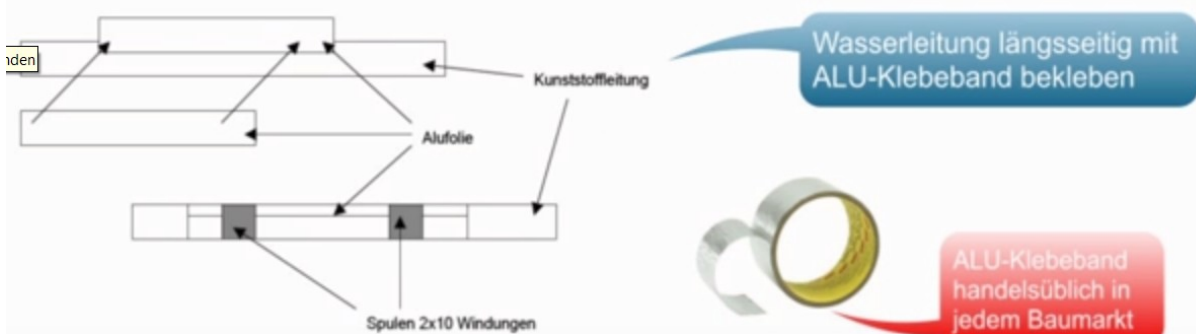 nden
Wasserleitung längsseitig mit
ALU-Klebeband bekleben
Kunststoffleitung
Alufolie
ALU-Klebeband
handelsüblich in
jedem Baumarkt
Spulen 2x10 Windungen